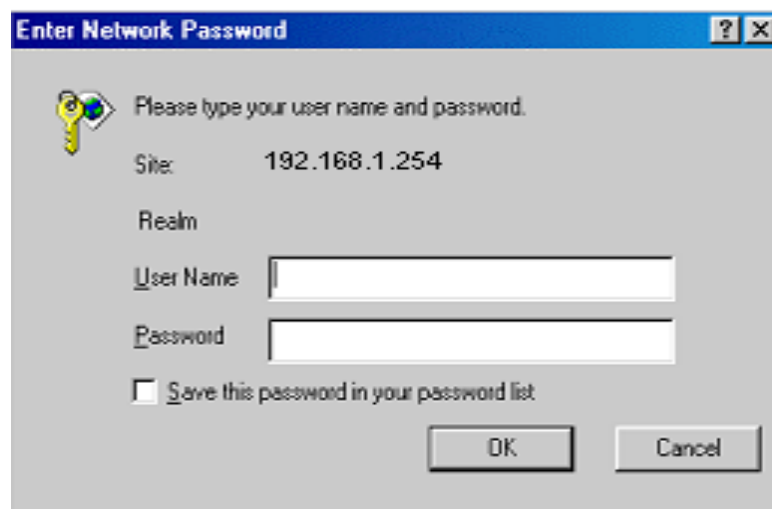 Enter Network Password
? X
Please type your user name and password.
Site: 192.168.1.254
Realm
User Name
Password
Save this password in your password list
OK Cancel